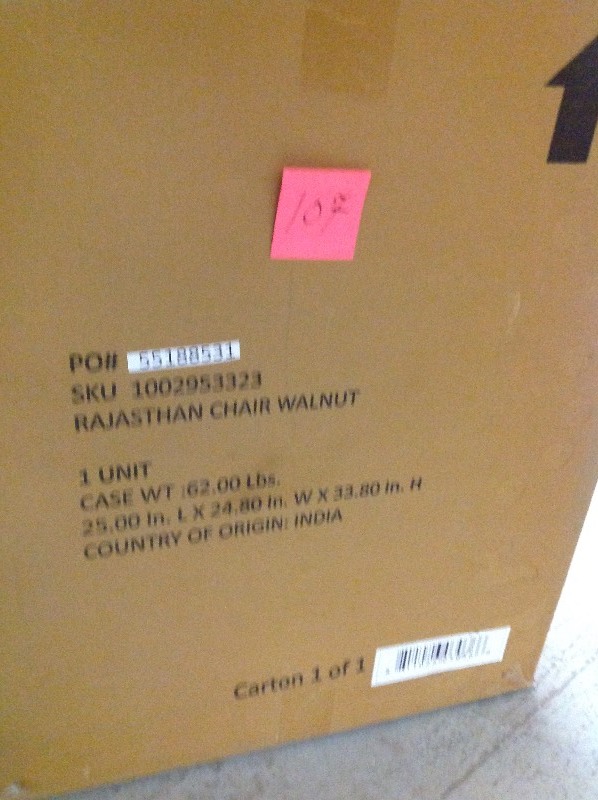 PO# 55188531
SKU 1002953323
RAJASTHAN CHAIR WALNUT
1 UNIT
CASE WT :62.00 Lbs.
25.00 In. L X 24.80 In. W X 33.80 In. H
COUNTRY OF ORIGIN: INDIA
Carton 1 of 1